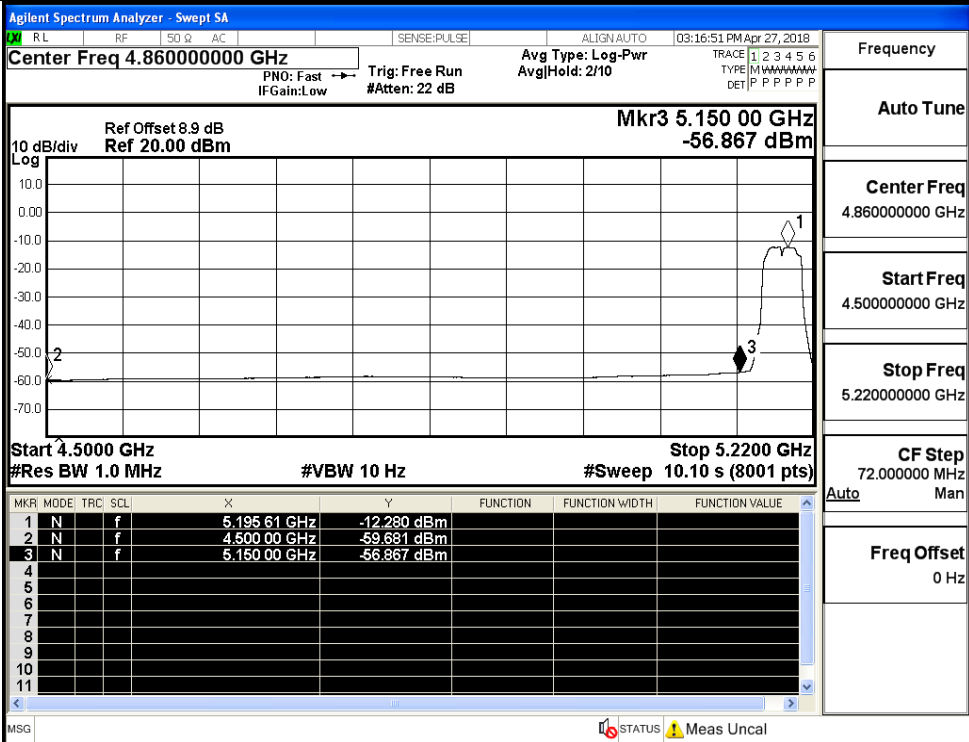 Agilent Spectrum Analyzer - Swept SA
LXI RL RF 50 Ω AC SENSE:PULSE ALIGN AUTO 03:16:51 PM Apr 27, 2018
Center Freq 4.860000000 GHz
PNO: Fast
IFGain:Low
Trig: Free Run
#Atten: 22 dB
Avg Type: Log-Pwr
Avg|Hold: 2/10
TRACE 1 2 3 4 5 6
TYPE M W W W W W
DET P P P P P P
Ref Offset 8.9 dB
10 dB/div Ref 20.00 dBm
Log
Mkr3 5.150 00 GHz
-56.867 dBm
10.0
0.00
-10.0
-20.0
-30.0
-40.0
-50.0
-60.0
-70.0
1
2
3
Start 4.5000 GHz Stop 5.2200 GHz
#Res BW 1.0 MHz #VBW 10 Hz #Sweep 10.10 s (8001 pts)
MKR MODE TRC SCL X Y FUNCTION FUNCTION WIDTH FUNCTION VALUE
1 N f 5.195 61 GHz -12.280 dBm
2 N f 4.500 00 GHz -59.681 dBm
3 N f 5.150 00 GHz -56.867 dBm
4
5
6
7
8
9
10
11
MSG STATUS Meas Uncal
Frequency
Auto Tune
Center Freq
4.860000000 GHz
Start Freq
4.500000000 GHz
Stop Freq
5.220000000 GHz
CF Step
72.000000 MHz
Auto Man
Freq Offset
0 Hz